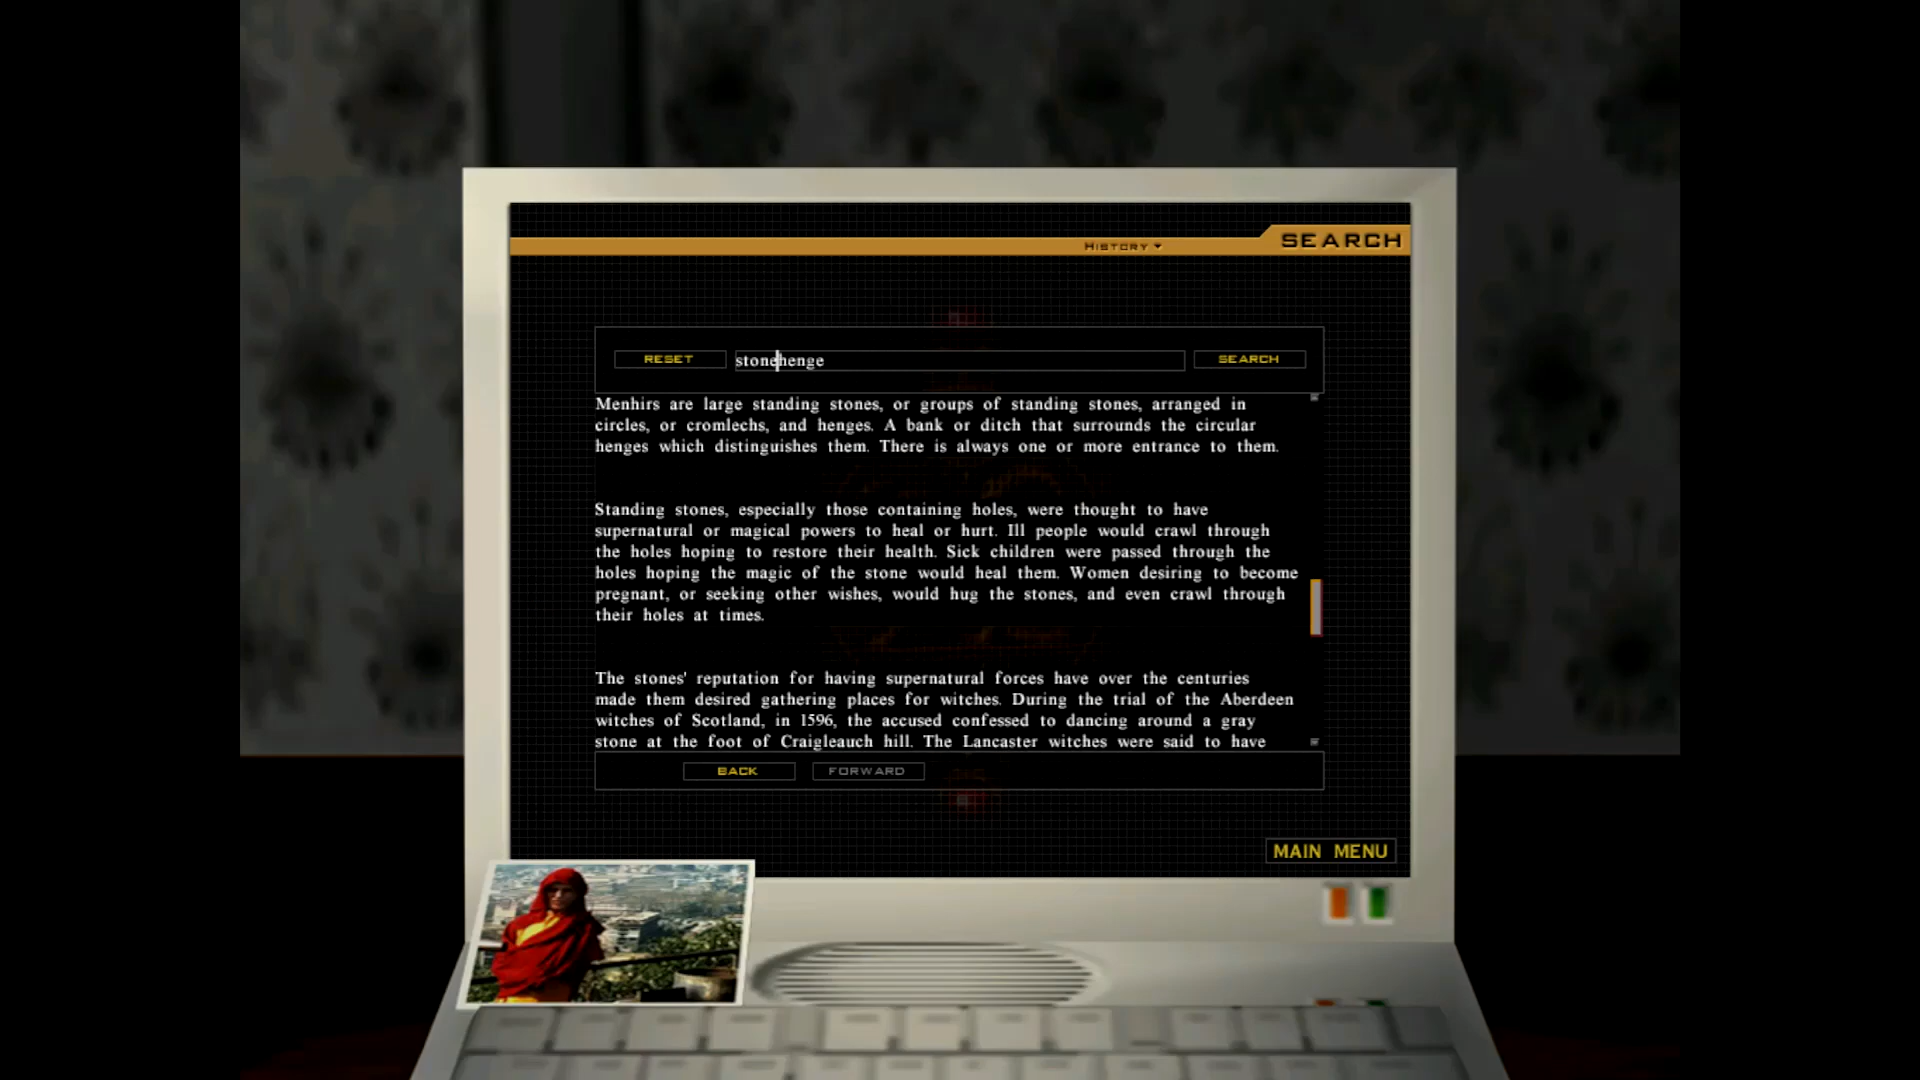 HISTORY
SEARCH
RESET
stonehenge
SEARCH
Menhirs are large standing stones, or groups of standing stones, arranged in
circles, or cromlechs, and henges. A bank or ditch that surrounds the circular
henges which distinguishes them. There is always one or more entrance to them.
Standing stones, especially those containing holes, were thought to have
supernatural or magical powers to heal or hurt. Ill people would crawl through
the holes hoping to restore their health. Sick children were passed through the
holes hoping the magic of the stone would heal them. Women desiring to become
pregnant, or seeking other wishes, would hug the stones, and even crawl through
their holes at times.
The stones' reputation for having supernatural forces have over the centuries
made them desired gathering places for witches. During the trial of the Aberdeen
witches of Scotland, in 1596, the accused confessed to dancing around a gray
stone at the foot of Craigleauch hill. The Lancaster witches were said to have
BACK
FORWARD
MAIN MENU